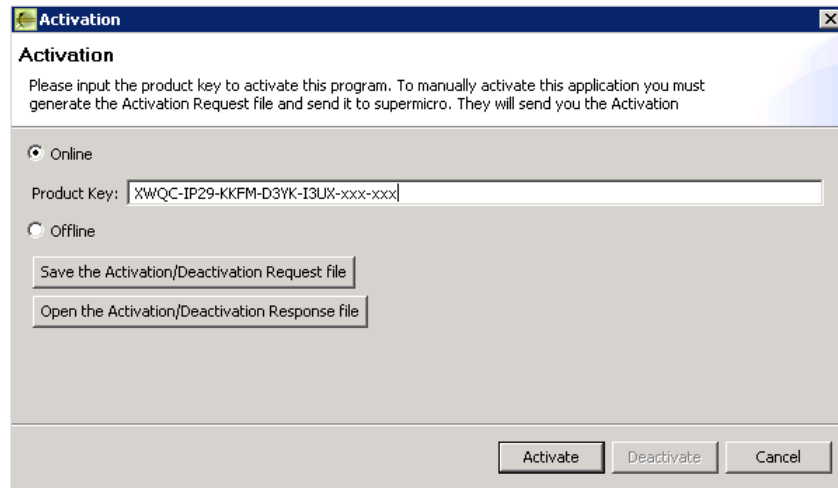 Activation
Activation
Please input the product key to activate this program. To manually activate this application you must
generate the Activation Request file and send it to supermicro. They will send you the Activation
Online
Product Key: XWQC-IP29-KKFM-D3YK-I3UX-xxx-xxx
Offline
Save the Activation/Deactivation Request file
Open the Activation/Deactivation Response file
Activate Deactivate Cancel